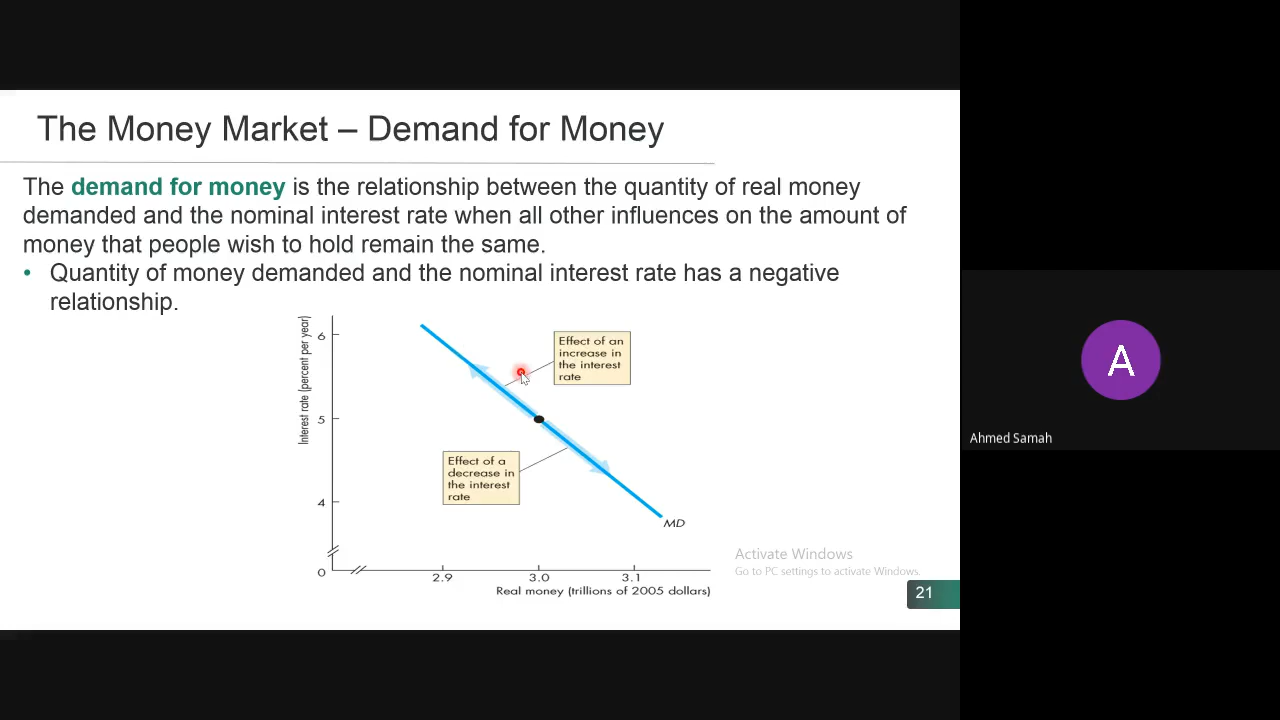 The Money Market – Demand for Money
The demand for money is the relationship between the quantity of real money
demanded and the nominal interest rate when all other influences on the amount of
money that people wish to hold remain the same.
• Quantity of money demanded and the nominal interest rate has a negative
relationship.
Interest rate (percent per year)
6
5
4
0
Effect of an
increase in
the interest
rate
Effect of a
decrease in
the interest
rate
MD
2.9 3.0 3.1
Real money (trillions of 2005 dollars)
Activate Windows
Go to PC settings to activate Windows.
21
A
Ahmed Samah